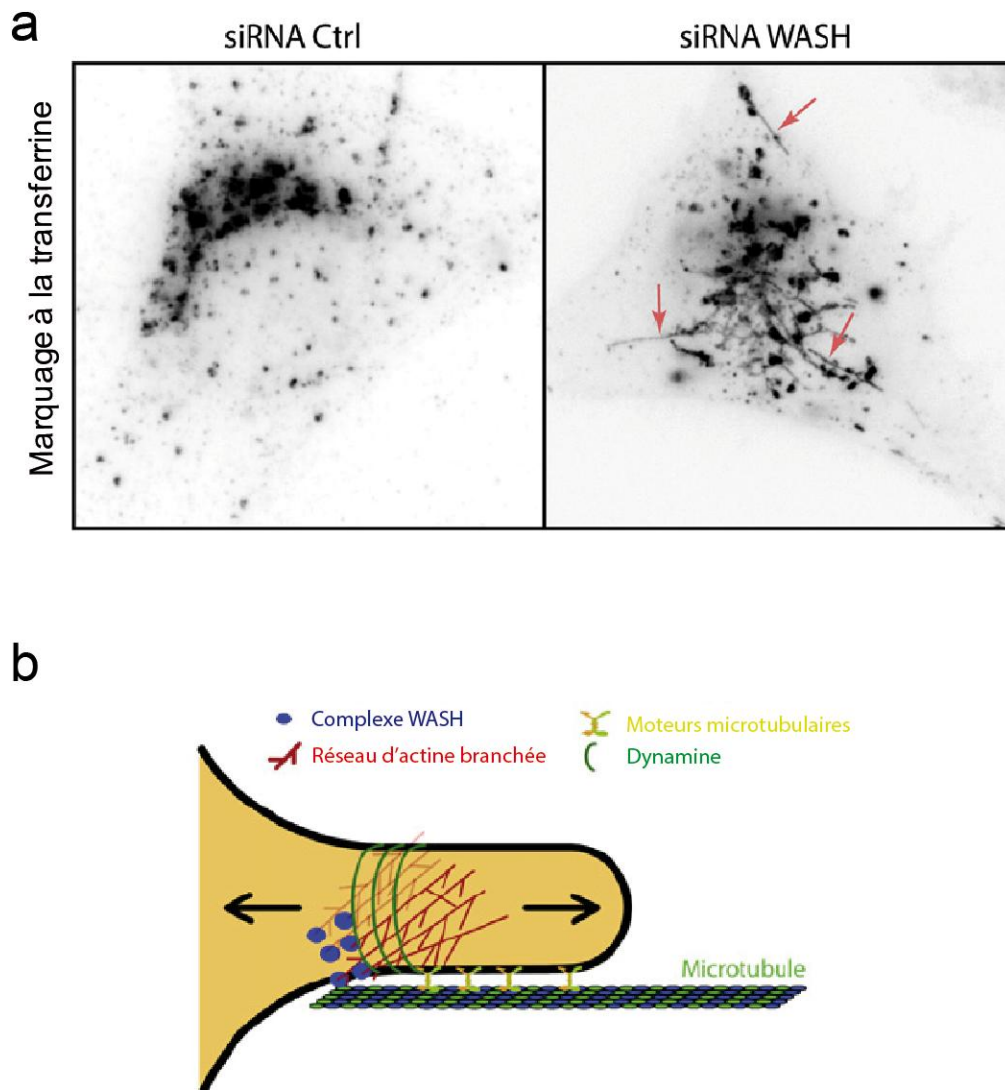 a
siRNA Ctrl
siRNA WASH
Marquage à la transferrine
b
Complexe WASH
Moteurs microtubulaires
Réseau d'actine branchée
Dynamine
Microtubule